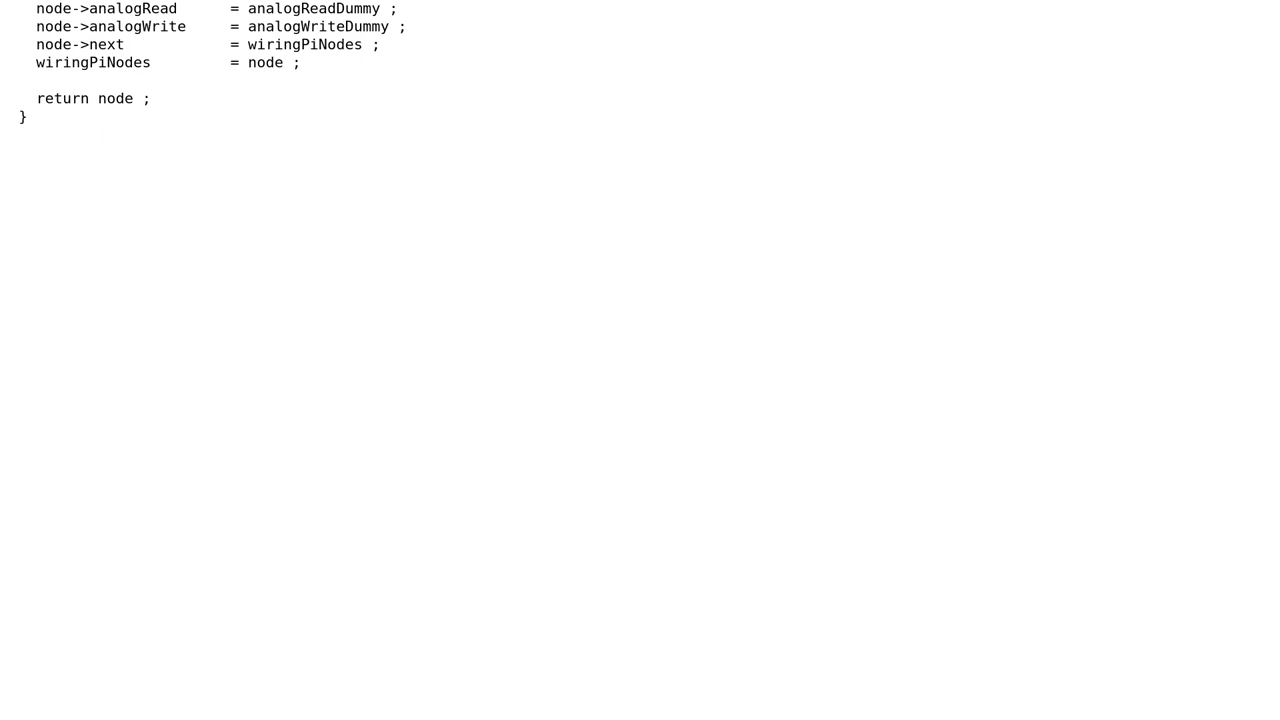 node->analogRead      = analogReadDummy ;
  node->analogWrite     = analogWriteDummy ;
  node->next            = wiringPiNodes ;
  wiringPiNodes         = node ;

  return node ;
}